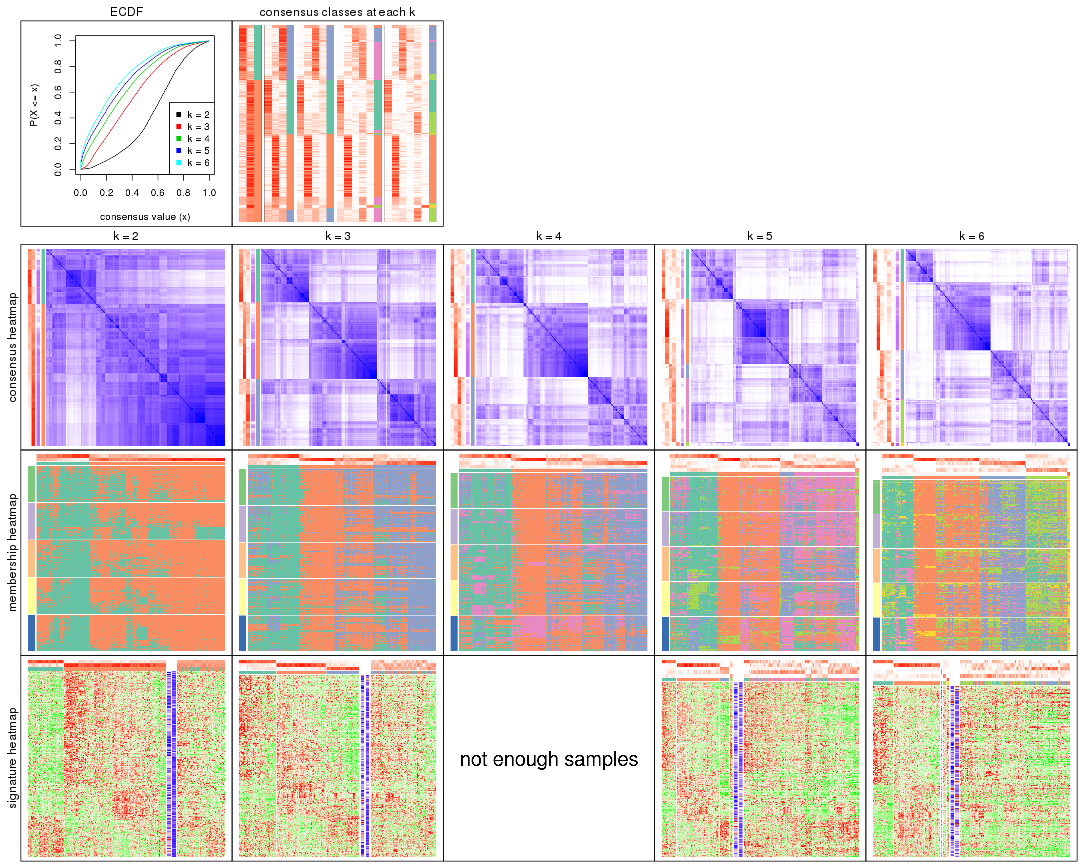 ECDF
consensus classes at each k
P(X <= x)
0.0 0.2 0.4 0.6 0.8 1.0
k = 2
k = 3
k = 4
k = 5
k = 6
0.0 0.2 0.4 0.6 0.8 1.0
consensus value (x)
k = 2 k = 3 k = 4 k = 5 k = 6
consensus heatmap
membership heatmap
signature heatmap
not enough samples